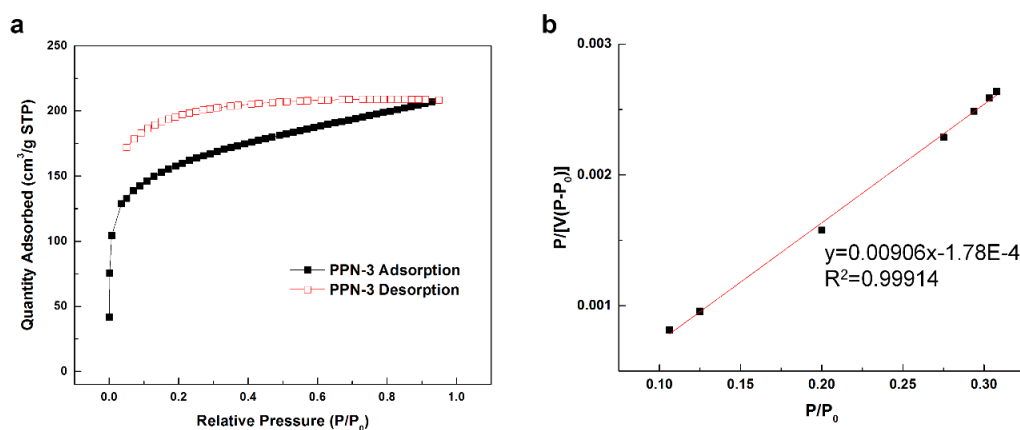 a
Quantity Adsorbed (cm³/g STP)
250
200
150
100
50
0
0.0 0.2 0.4 0.6 0.8 1.0
Relative Pressure (P/P₀)
PPN-3 Adsorption
PPN-3 Desorption
b
P/[V(P-P₀)]
0.003
0.002
0.001
0.10 0.15 0.20 0.25 0.30
P/P₀
y=0.00906x-1.78E-4
R²=0.99914